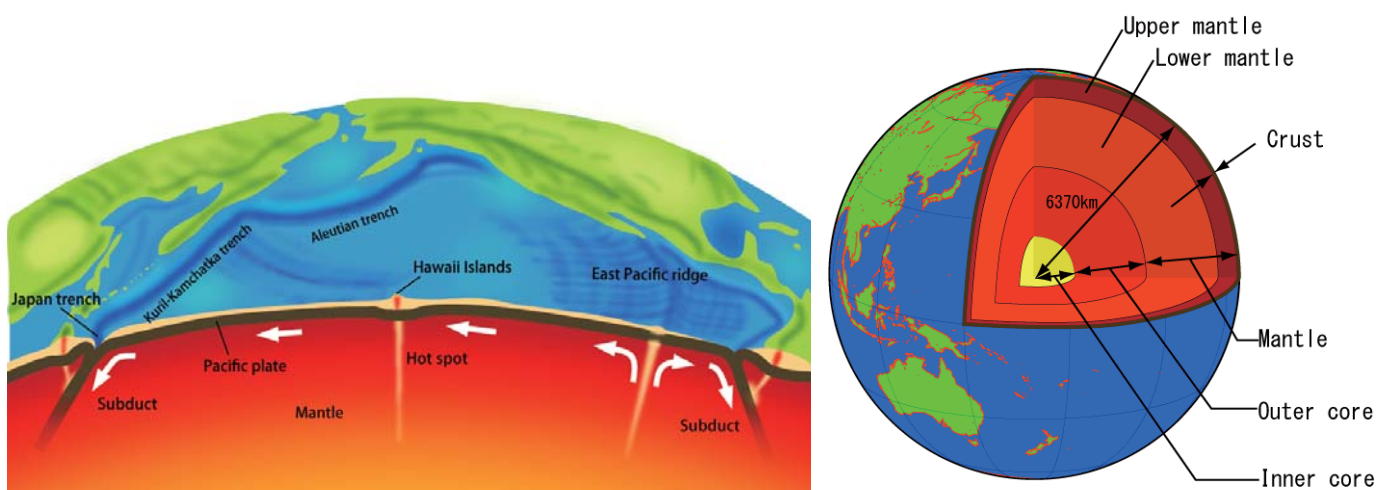 Aleutian trench
Kuril-Kamchatka trench
Hawaii Islands
East Pacific ridge
Japan trench
Pacific plate
Hot spot
Subduct
Mantle
Subduct
Upper mantle
Lower mantle
Crust
6370km
Mantle
Outer core
Inner core